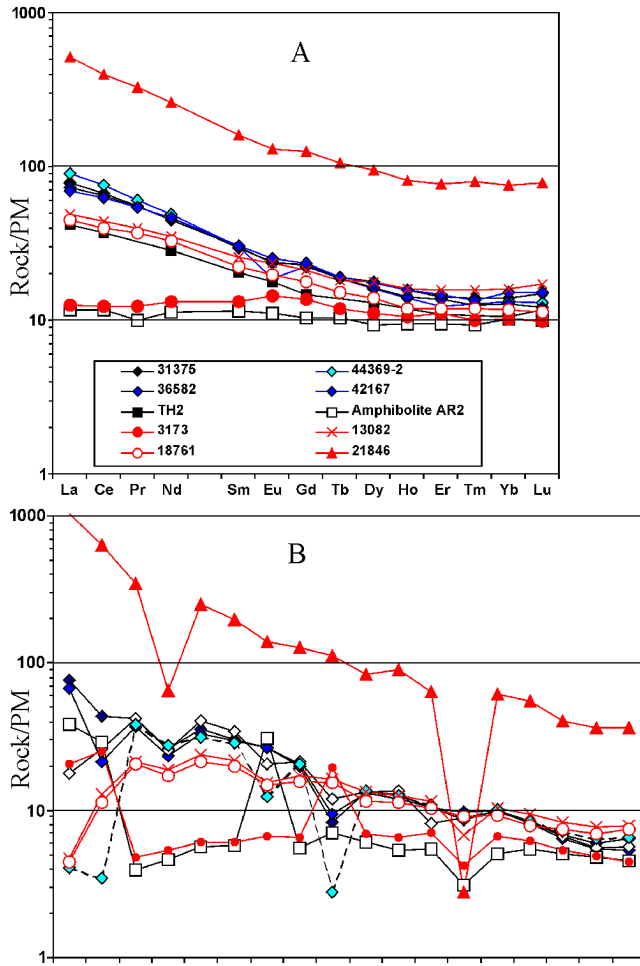 1000
A
100
Rock/PM
10
31375 44369-2
36582 42167
TH2 Amphibolite AR2
3173 13082
18761 21846
1
La Ce Pr Nd Sm Eu Gd Tb Dy Ho Er Tm Yb Lu
1000
B
100
Rock/PM
10
1